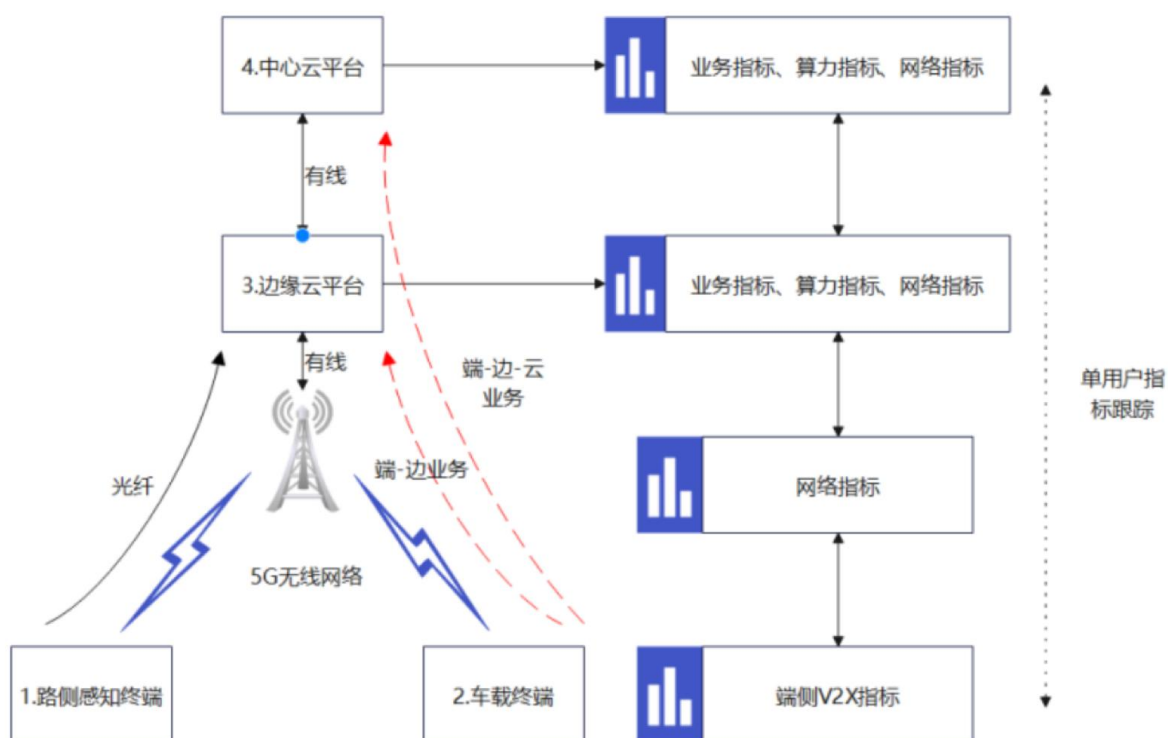 4.中心云平台
业务指标、算力指标、网络指标
有线
3.边缘云平台
业务指标、算力指标、网络指标
有线
端-边-云
业务
单用户指
标跟踪
端-边业务
光纤
网络指标
5G无线网络
1.路侧感知终端
2.车载终端
端侧V2X指标